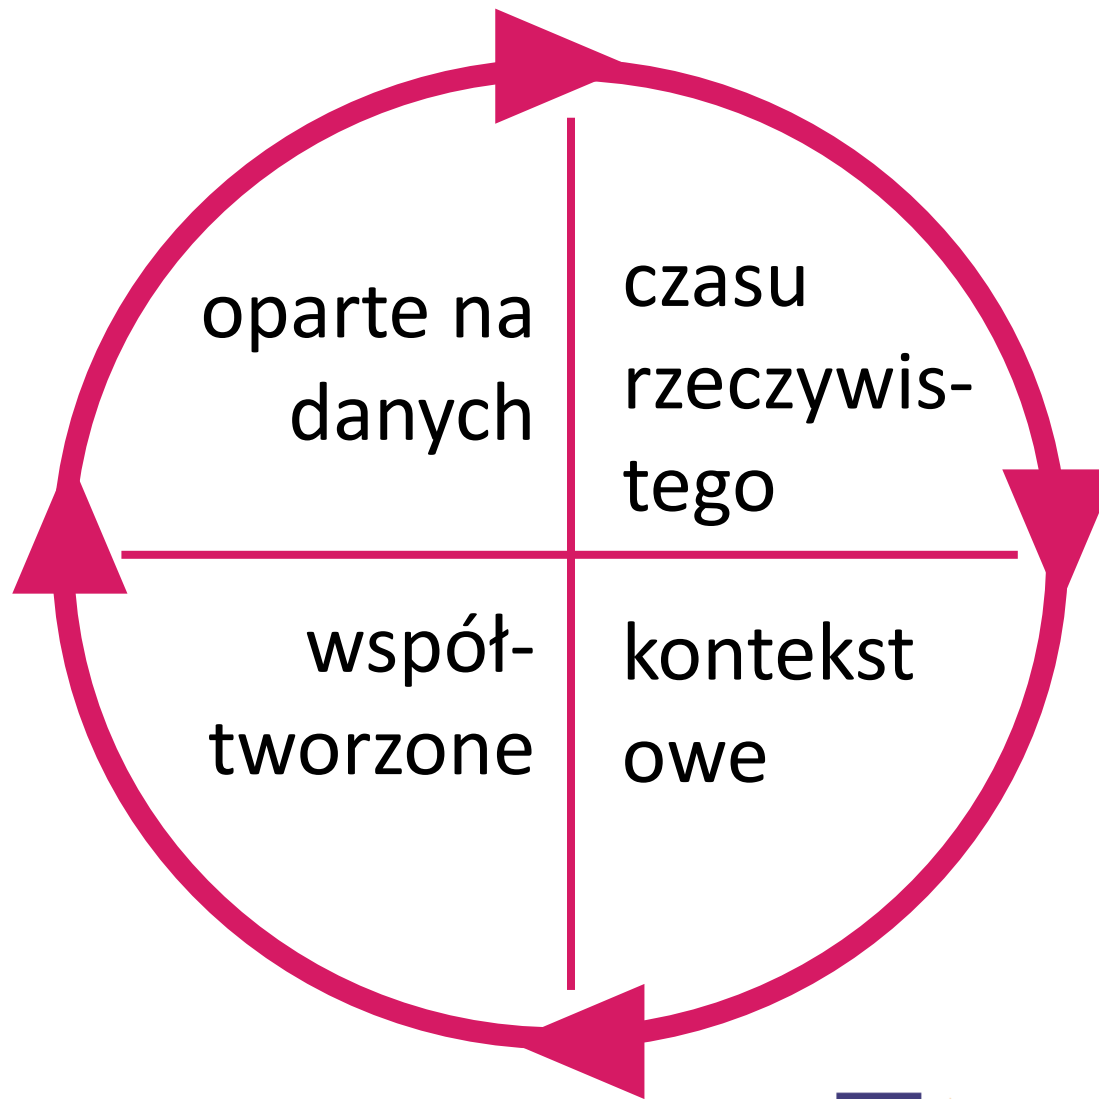 oparte na
danych
czasu
rzeczywis-
tego
współ-
tworzone
kontekst
owe